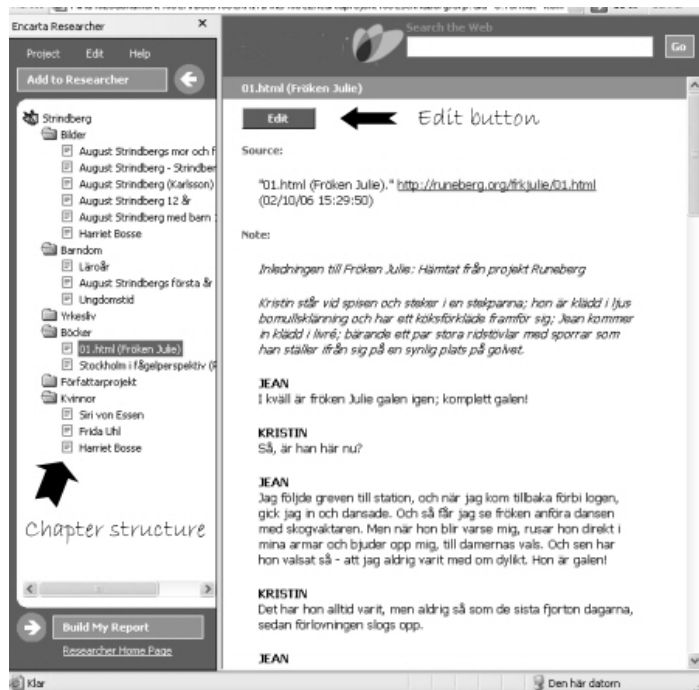 Encarta Researcher
Search the Web
Go
Project Edit Help
Add to Researcher
Strindberg
Bilder
August Strindbergs mor och f
August Strindberg - Strindber
August Strindberg (Karlsson)
August Strindberg 12 år
August Strindberg med barn
Harriet Bosse
Barndom
Läroår
August Strindbergs första år
Ungdomstid
Yrkesliv
Böcker
01.html (Fröken Julie)
Stockholm i fågelperspektiv (R
Författarprojekt
Kvinnor
Siri von Essen
Frida Uhl
Harriet Bosse
Chapter structure
Build My Report
Researcher Home Page
01.html (Fröken Julie)
Edit
Edit button
Source:
"01.html (Fröken Julie)." http://runeberg.org/frkjulie/01.html
(02/10/06 15:29:50)
Note:
Inledningen till Fröken Julie: Hämtat från projekt Runeberg
Kristin står vid spisen och steker i en stekpanna; hon är klädd i ljus
bomullsklänning och har ett köksförkläde framför sig; Jean kommer
in klädd i livré; bärande ett par stora ridstövlar med sporrar som
han ställer ifrån sig på en synlig plats på golvet.
JEAN
I kväll är fröken Julie galen igen; komplett galen!
KRISTIN
Så, är han här nu?
JEAN
Jag följde greven till station, och när jag kom tillbaka förbi logen,
gick jag in och dansade. Och så får jag se fröken anföra dansen
med skogvaktaren. Men när hon blir varse mig, rusar hon direkt i
mina armar och bjuder opp mig, till damernas vals. Och sen har
hon valsat så - att jag aldrig varit med om dylikt. Hon är galen!
KRISTIN
Det har hon alltid varit, men aldrig så som de sista fjorton dagarna,
sedan förlovningen slogs opp.
JEAN
Klar
Den här datorn